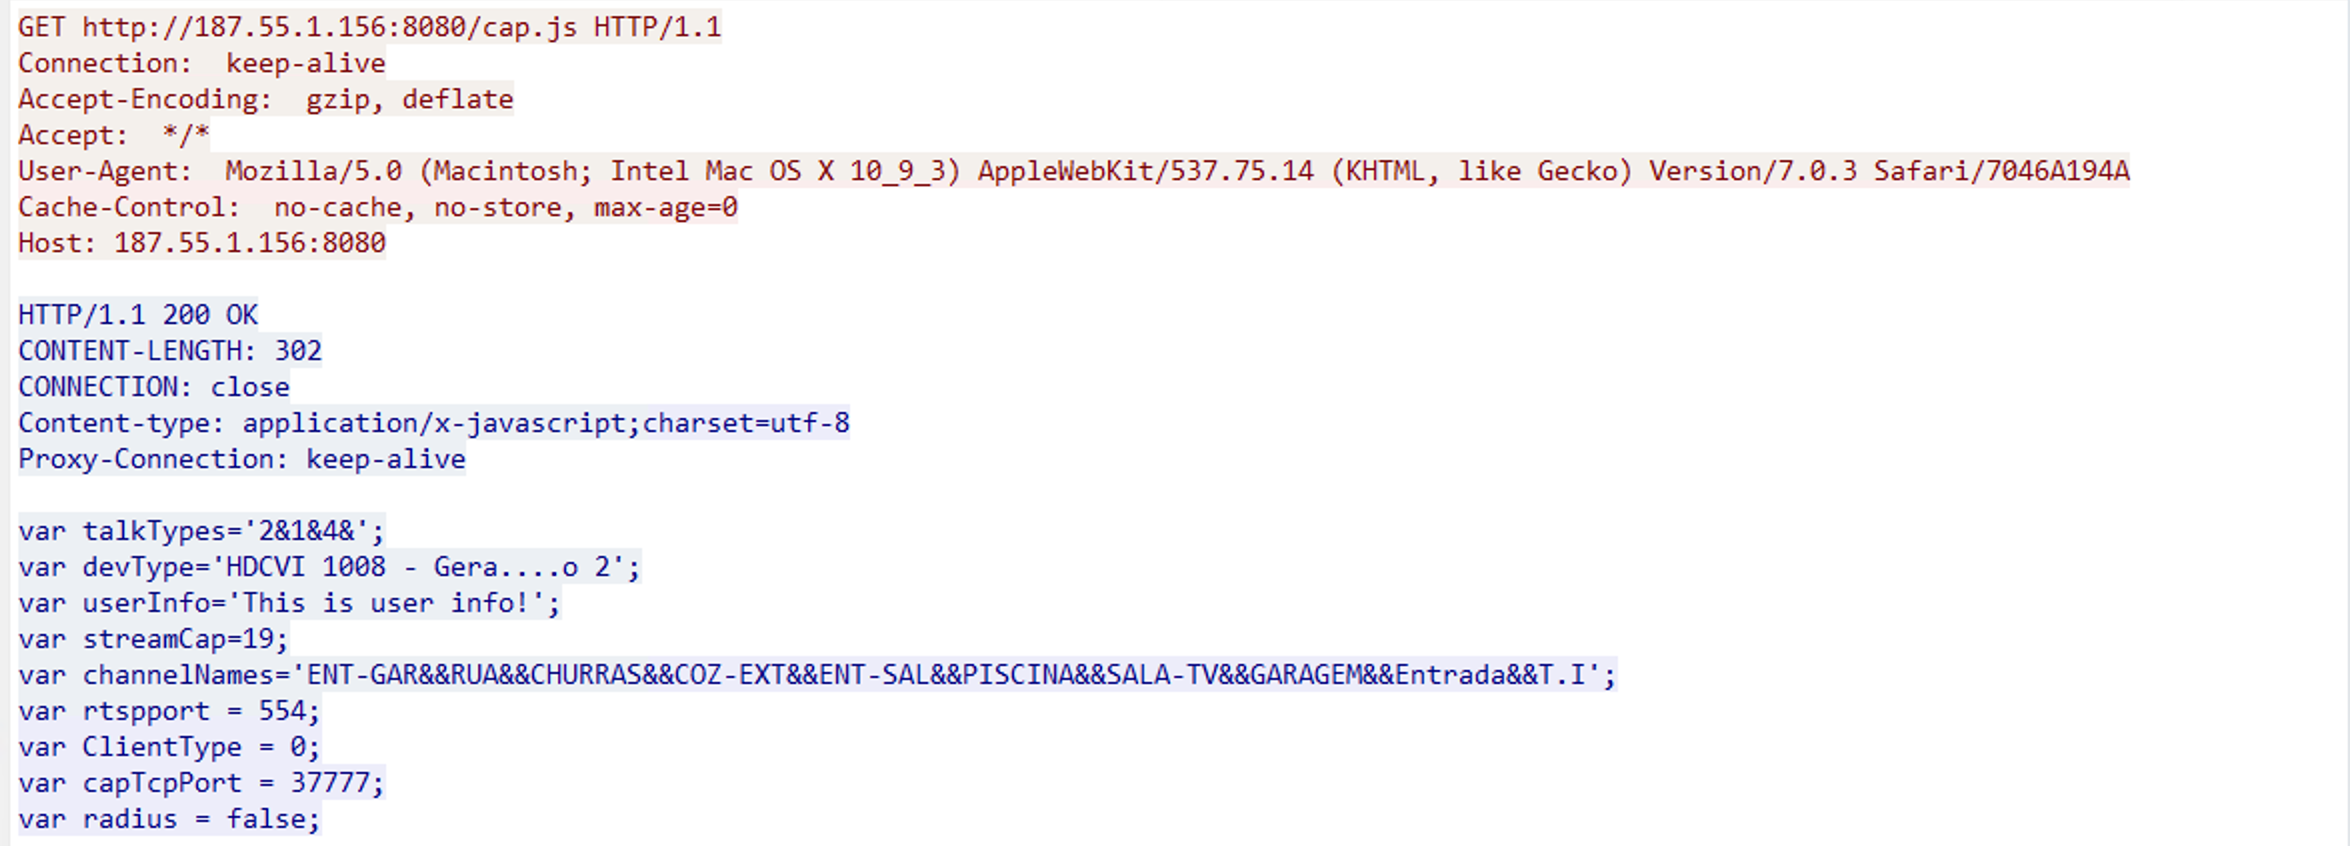 GET http://187.55.1.156:8080/cap.js HTTP/1.1
Connection:  keep-alive
Accept-Encoding:  gzip, deflate
Accept:  */*
User-Agent:  Mozilla/5.0 (Macintosh; Intel Mac OS X 10_9_3) AppleWebKit/537.75.14 (KHTML, like Gecko) Version/7.0.3 Safari/7046A194A
Cache-Control:  no-cache, no-store, max-age=0
Host: 187.55.1.156:8080

HTTP/1.1 200 OK
CONTENT-LENGTH: 302
CONNECTION: close
Content-type: application/x-javascript;charset=utf-8
Proxy-Connection: keep-alive

var talkTypes='2&1&4&';
var devType='HDCVI 1008 - Gera....o 2';
var userInfo='This is user info!';
var streamCap=19;
var channelNames='ENT-GAR&&RUA&&CHURRAS&&COZ-EXT&&ENT-SAL&&PISCINA&&SALA-TV&&GARAGEM&&Entrada&&T.I';
var rtspport = 554;
var ClientType = 0;
var capTcpPort = 37777;
var radius = false;